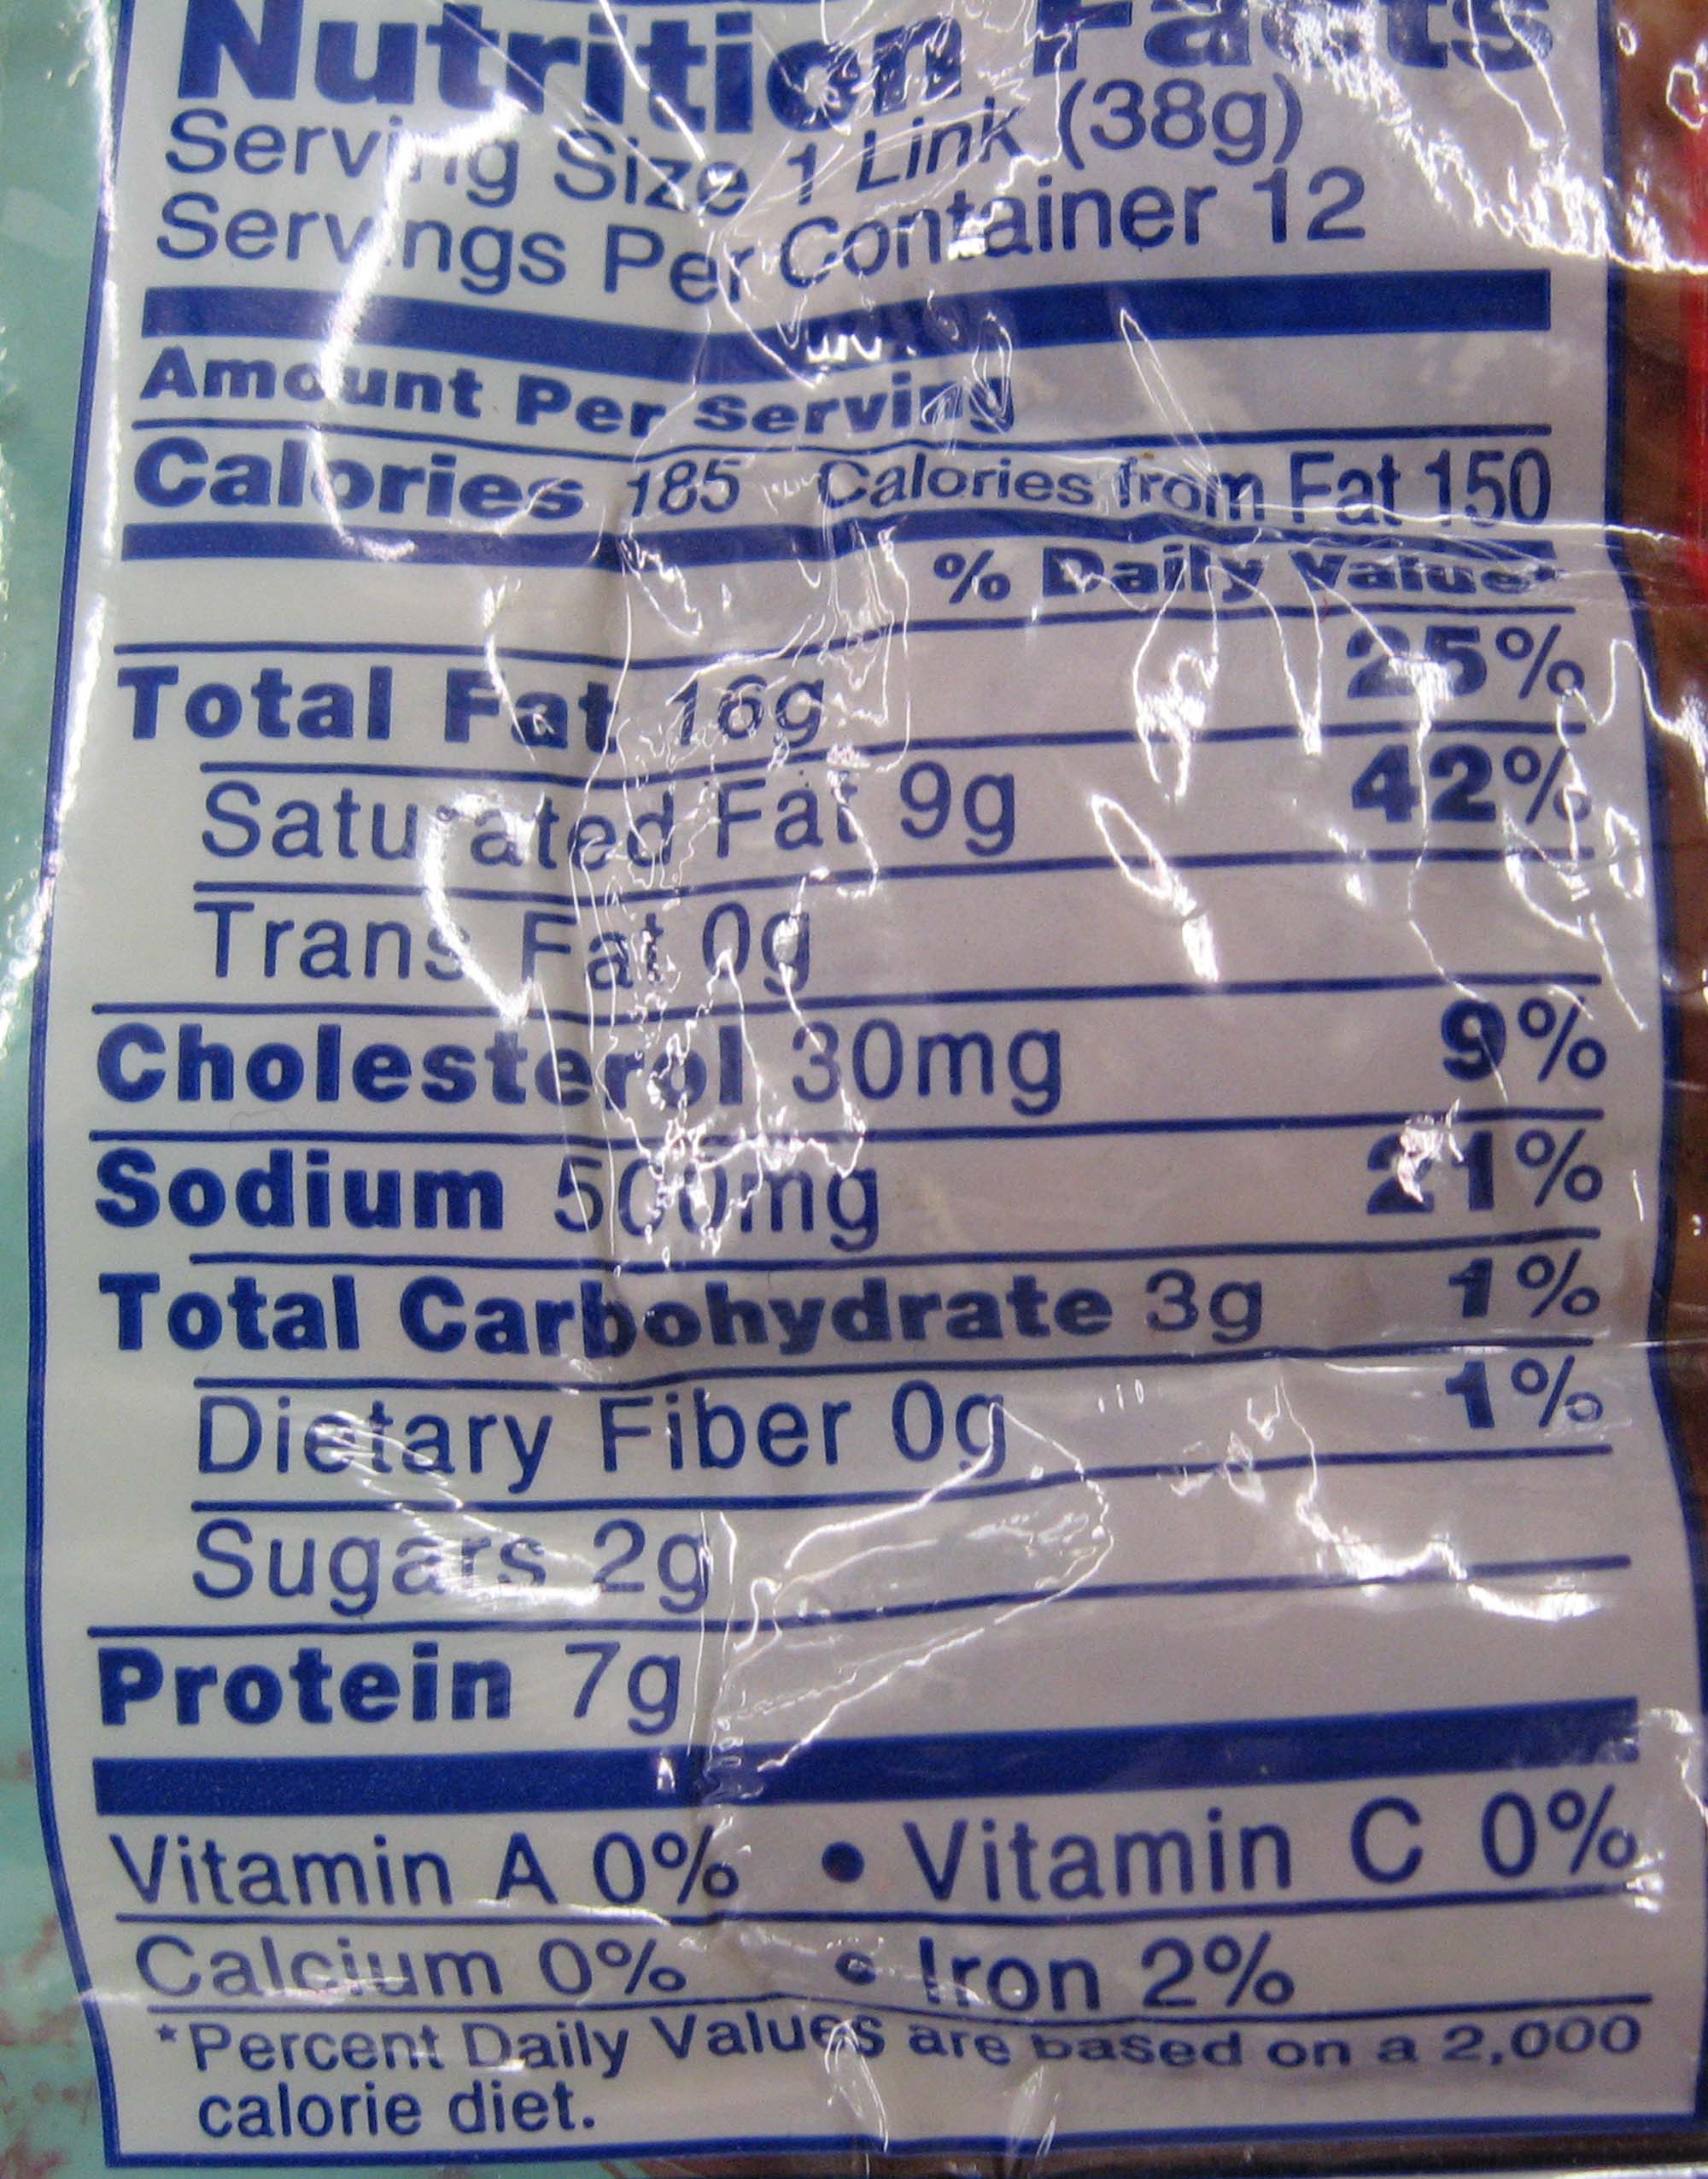 Nutrition Facts
Serving Size 1 Link (38g)
Servings Per Container 12
Amount Per Serving
Calories 185 Calories from Fat 150
% Daily Value*
Total Fat 16g 25%
Saturated Fat 9g 42%
Trans Fat 0g
Cholesterol 30mg 9%
Sodium 500mg 21%
Total Carbohydrate 3g 1%
Dietary Fiber 0g 1%
Sugars 2g
Protein 7g
Vitamin A 0% • Vitamin C 0%
Calcium 0% • Iron 2%
*Percent Daily Values are based on a 2,000
calorie diet.